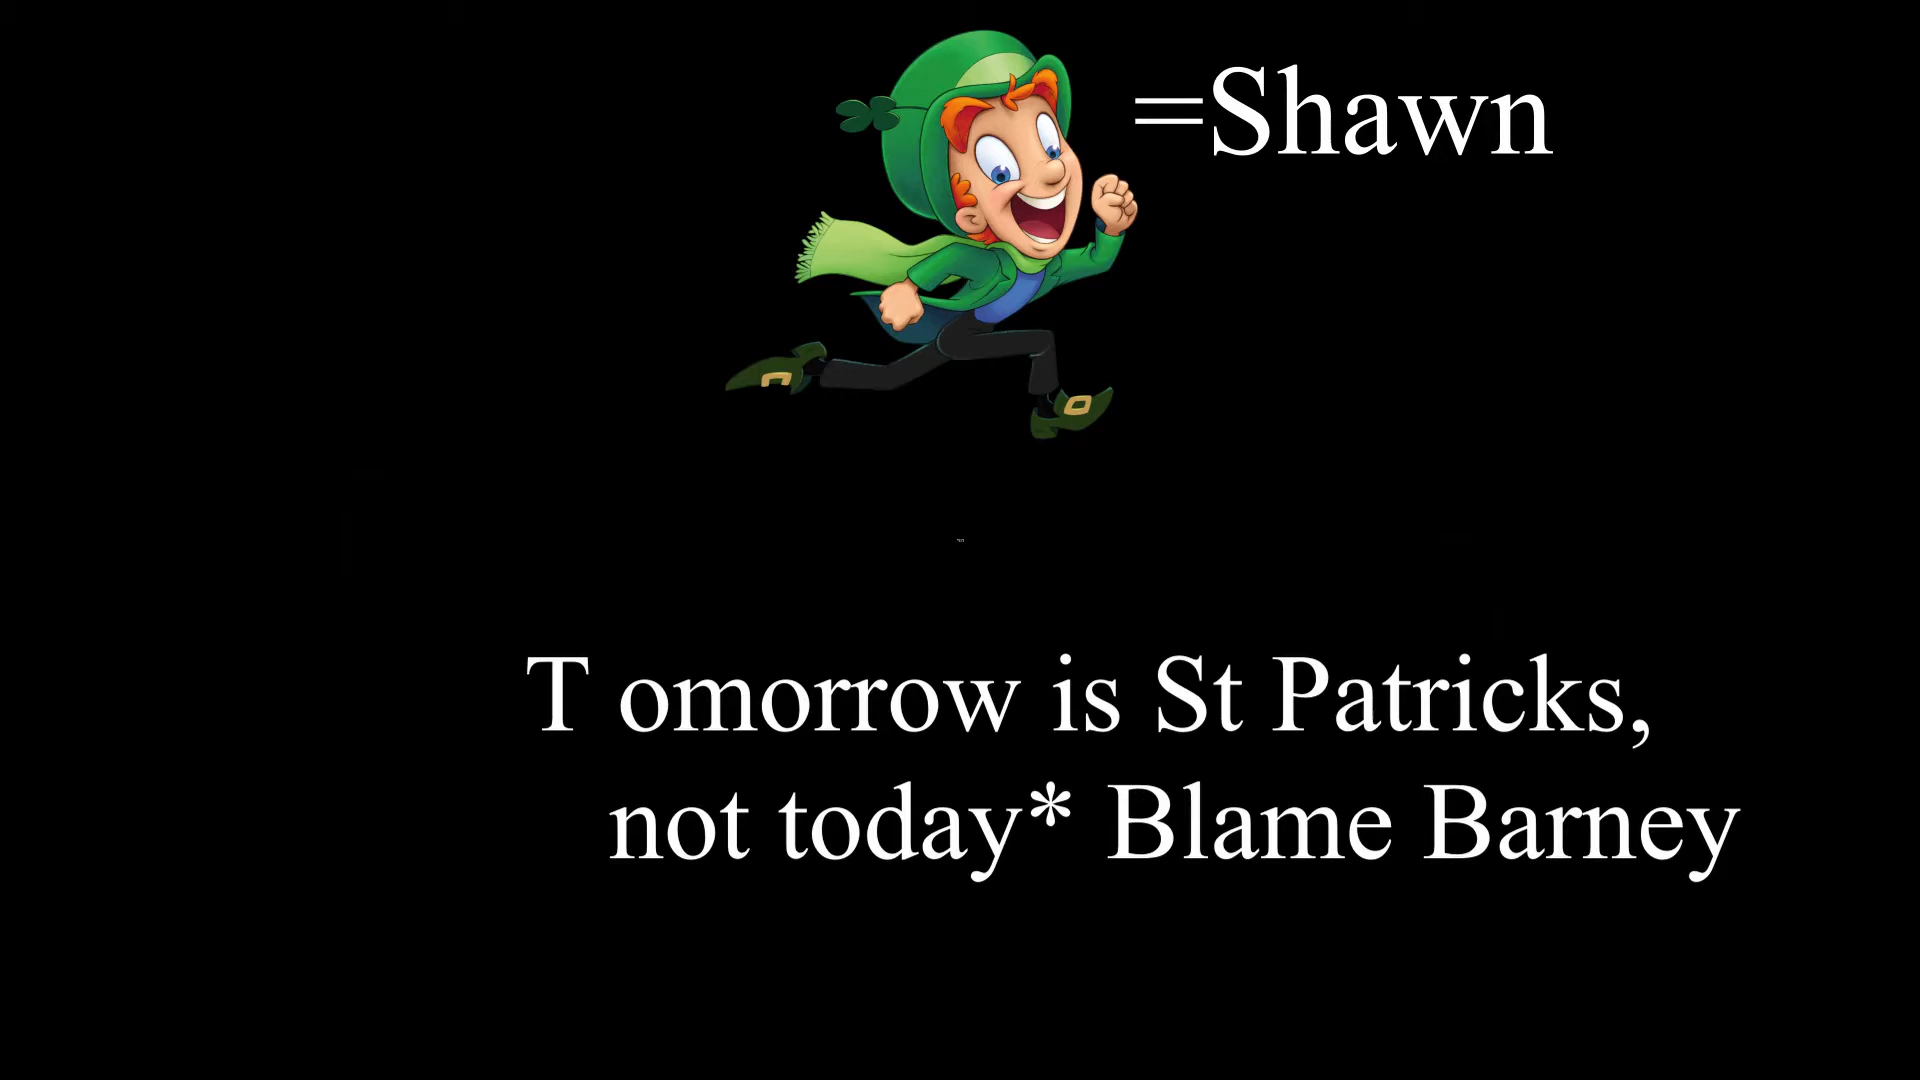 =Shawn
T omorrow is St Patricks,
not today* Blame Barney